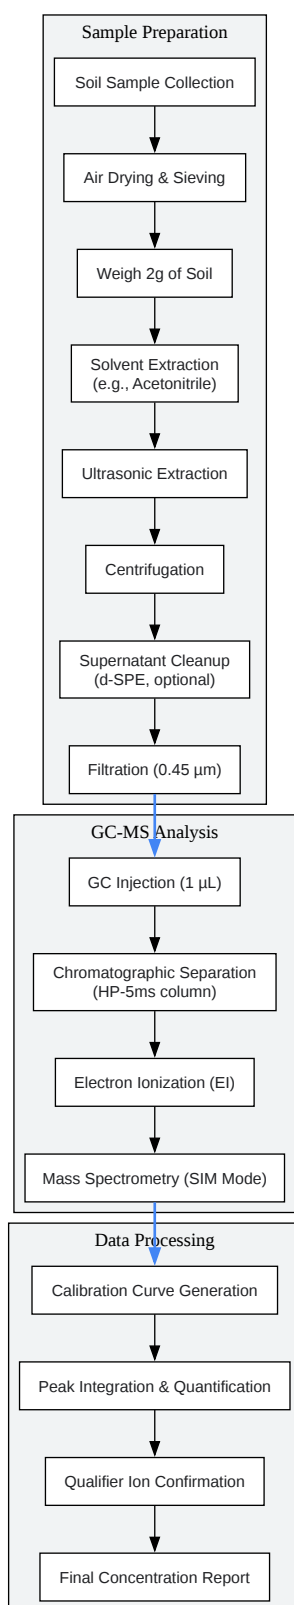 Sample Preparation
Soil Sample Collection
Air Drying & Sieving
Weigh 2g of Soil
Solvent Extraction
(e.g., Acetonitrile)
Ultrasonic Extraction
Centrifugation
Supernatant Cleanup
(d-SPE, optional)
Filtration (0.45 µm)
GC-MS Analysis
GC Injection (1 µL)
Chromatographic Separation
(HP-5ms column)
Electron Ionization (EI)
Mass Spectrometry (SIM Mode)
Data Processing
Calibration Curve Generation
Peak Integration & Quantification
Qualifier Ion Confirmation
Final Concentration Report